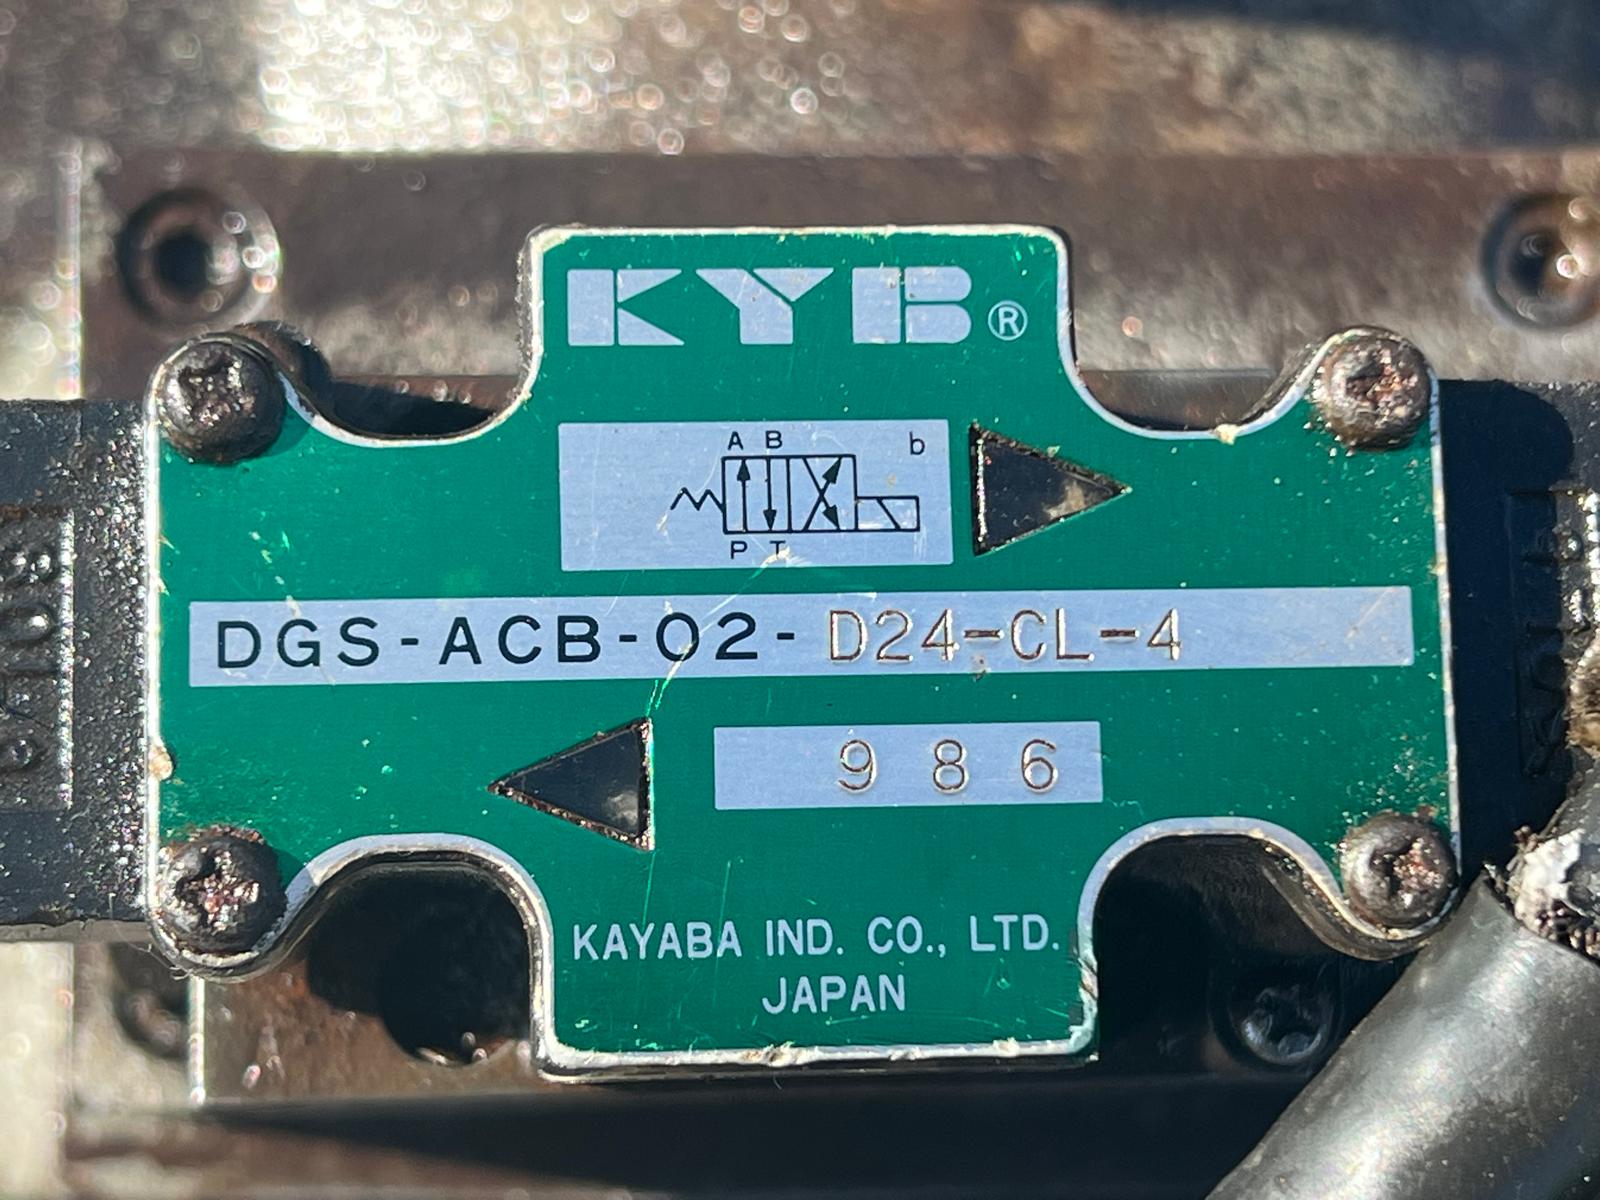 KYB®
A B b
P T
DGS-ACB-02-D24-CL-4
986
KAYABA IND. CO., LTD.
JAPAN